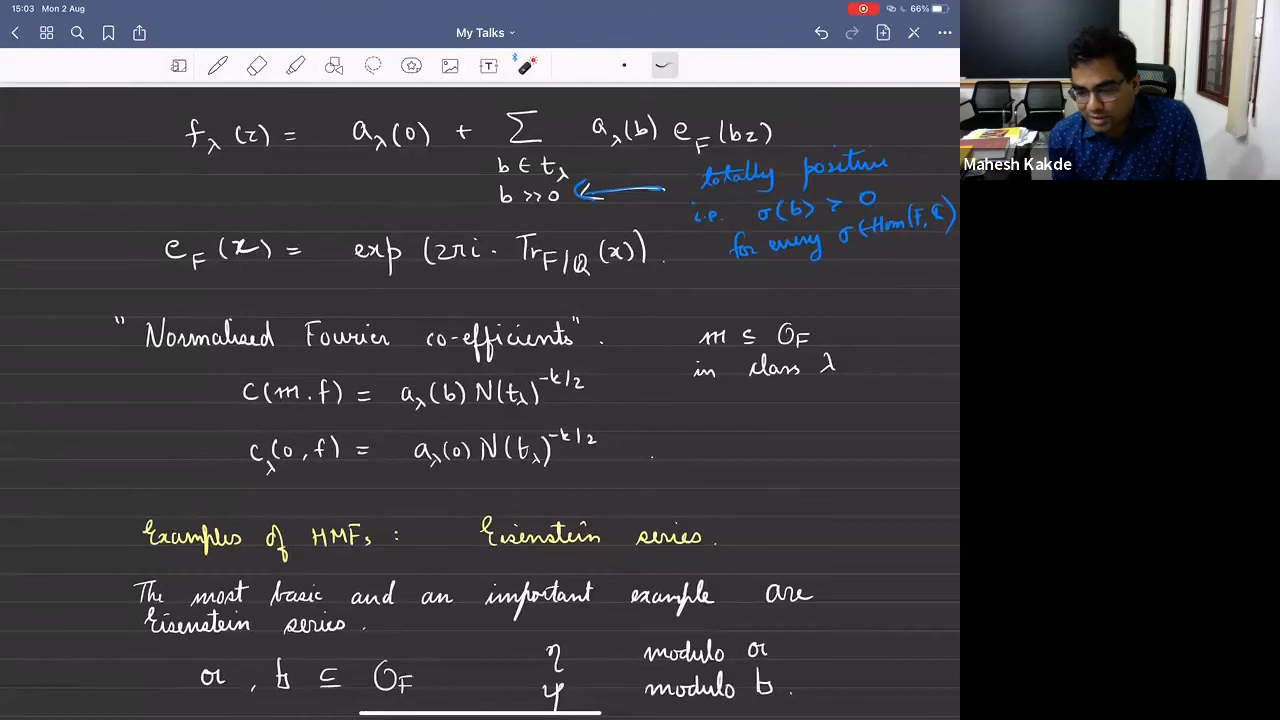 15:03 Mon 2 Aug
66%
My Talks
Mahesh Kakde
f_λ(z) = a_λ(0) + Σ a_λ(b) e_F(bz)
b ∈ t_λ
b >> 0
totally positive
i.e. σ(b) > 0
for every σ ∈ Hom(F, ℂ)
e_F(x) = exp(2πi · Tr_{F/ℚ}(x)).
"Normalised Fourier co-efficients".
m ⊆ O_F
in class λ
c(m, f) = a_λ(b) N(t_λ)^{-k/2}
c_λ(0, f) = a_λ(0) N(t_λ)^{-k/2}.
Examples of HMFs : Eisenstein series.
The most basic and an important example are
Eisenstein series.
𝔞, 𝔟 ⊆ O_F
η modulo 𝔞
ψ modulo 𝔟.